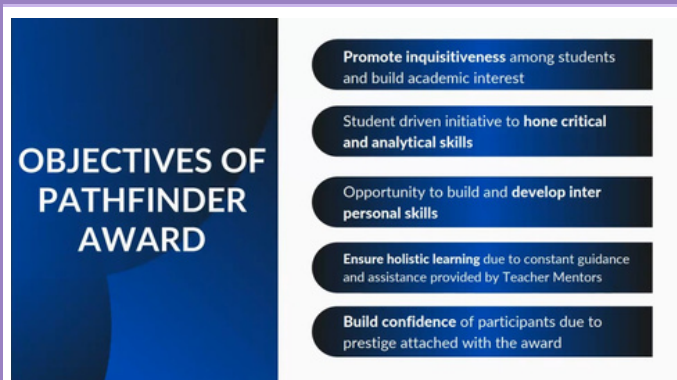 OBJECTIVES OF
PATHFINDER
AWARD
Promote inquisitiveness among students
and build academic interest
Student driven initiative to hone critical
and analytical skills
Opportunity to build and develop inter
personal skills
Ensure holistic learning due to constant guidance
and assistance provided by Teacher Mentors
Build confidence of participants due to
prestige attached with the award